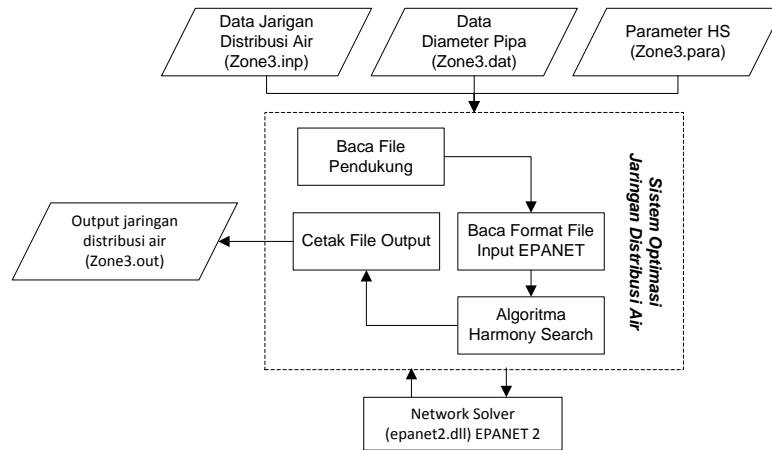 Data Jarigan
Distribusi Air
(Zone3.inp)
Data
Diameter Pipa
(Zone3.dat)
Parameter HS
(Zone3.para)
Baca File
Pendukung
Sistem Optimasi
Jaringan Distribusi Air
Output jaringan
distribusi air
(Zone3.out)
Cetak File Output
Baca Format File
Input EPANET
Algoritma
Harmony Search
Network Solver
(epanet2.dll) EPANET 2